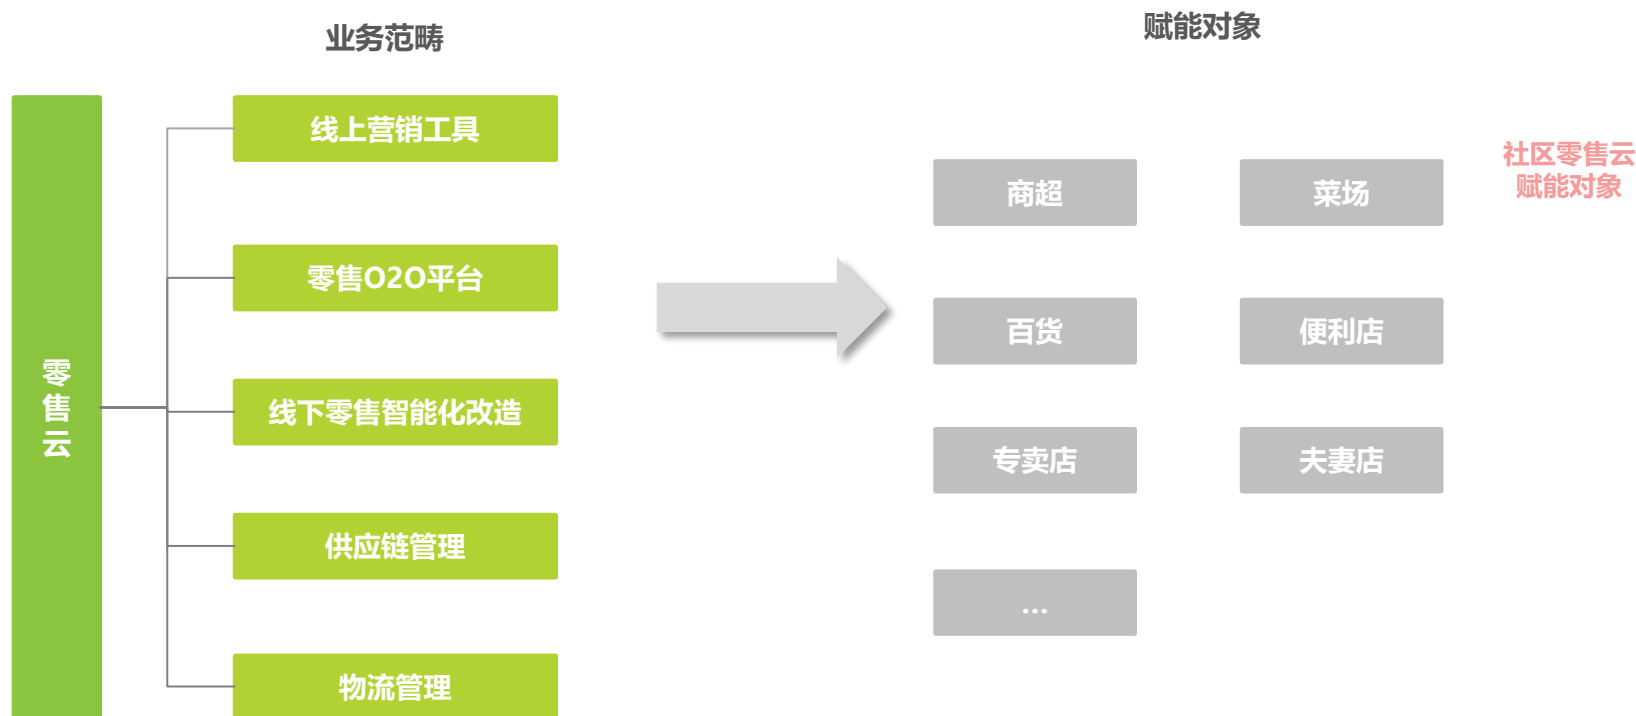 业务范畴
赋能对象
零售云
线上营销工具
零售O2O平台
线下零售智能化改造
供应链管理
物流管理
商超
菜场
百货
便利店
专卖店
夫妻店
...
社区零售云
赋能对象